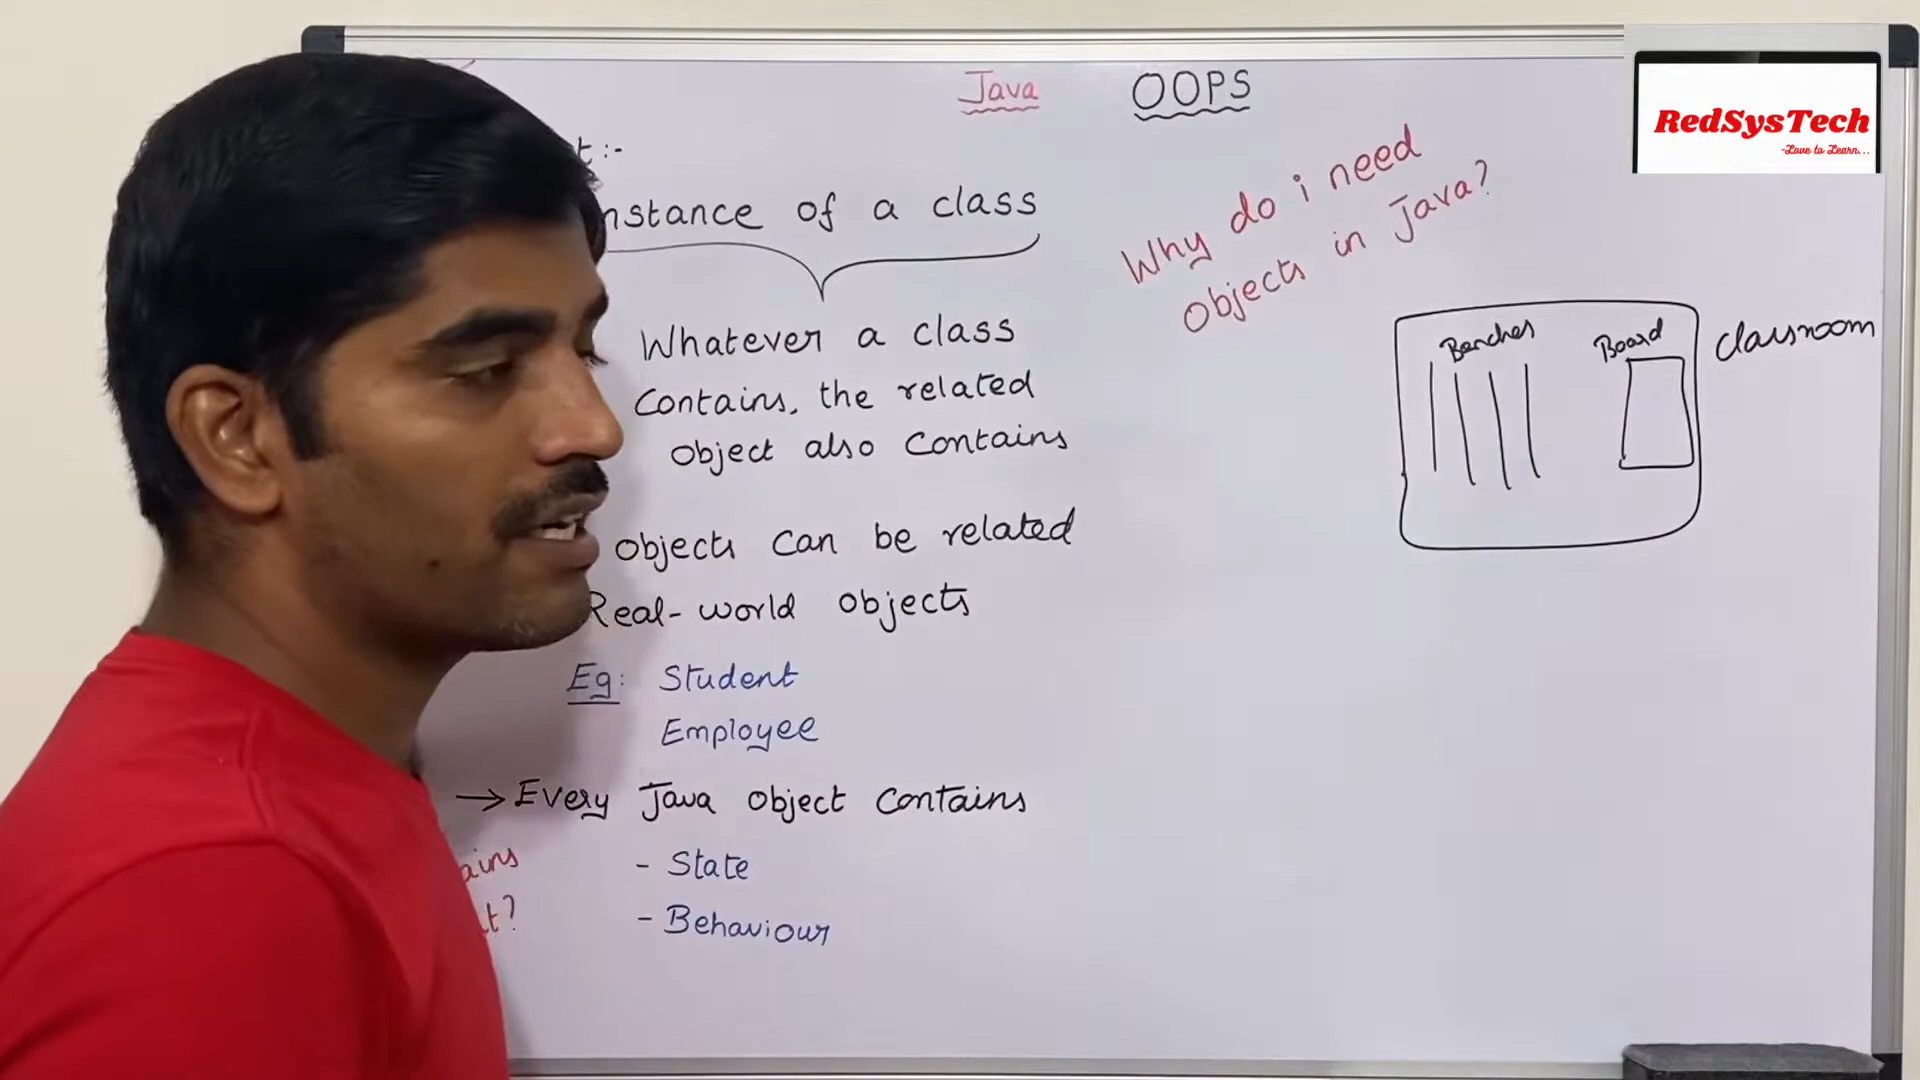 Java OOPS
RedSysTech
-Love to Learn...
t:-
nstance of a class
Why do i need
objects in Java?
Whatever a class
Contains, the related
object also contains
Benches
Board
Classroom
objects can be related
Real-world objects
Eg: Student
Employee
→ Every Java object contains
ains
- State
t?
- Behaviour